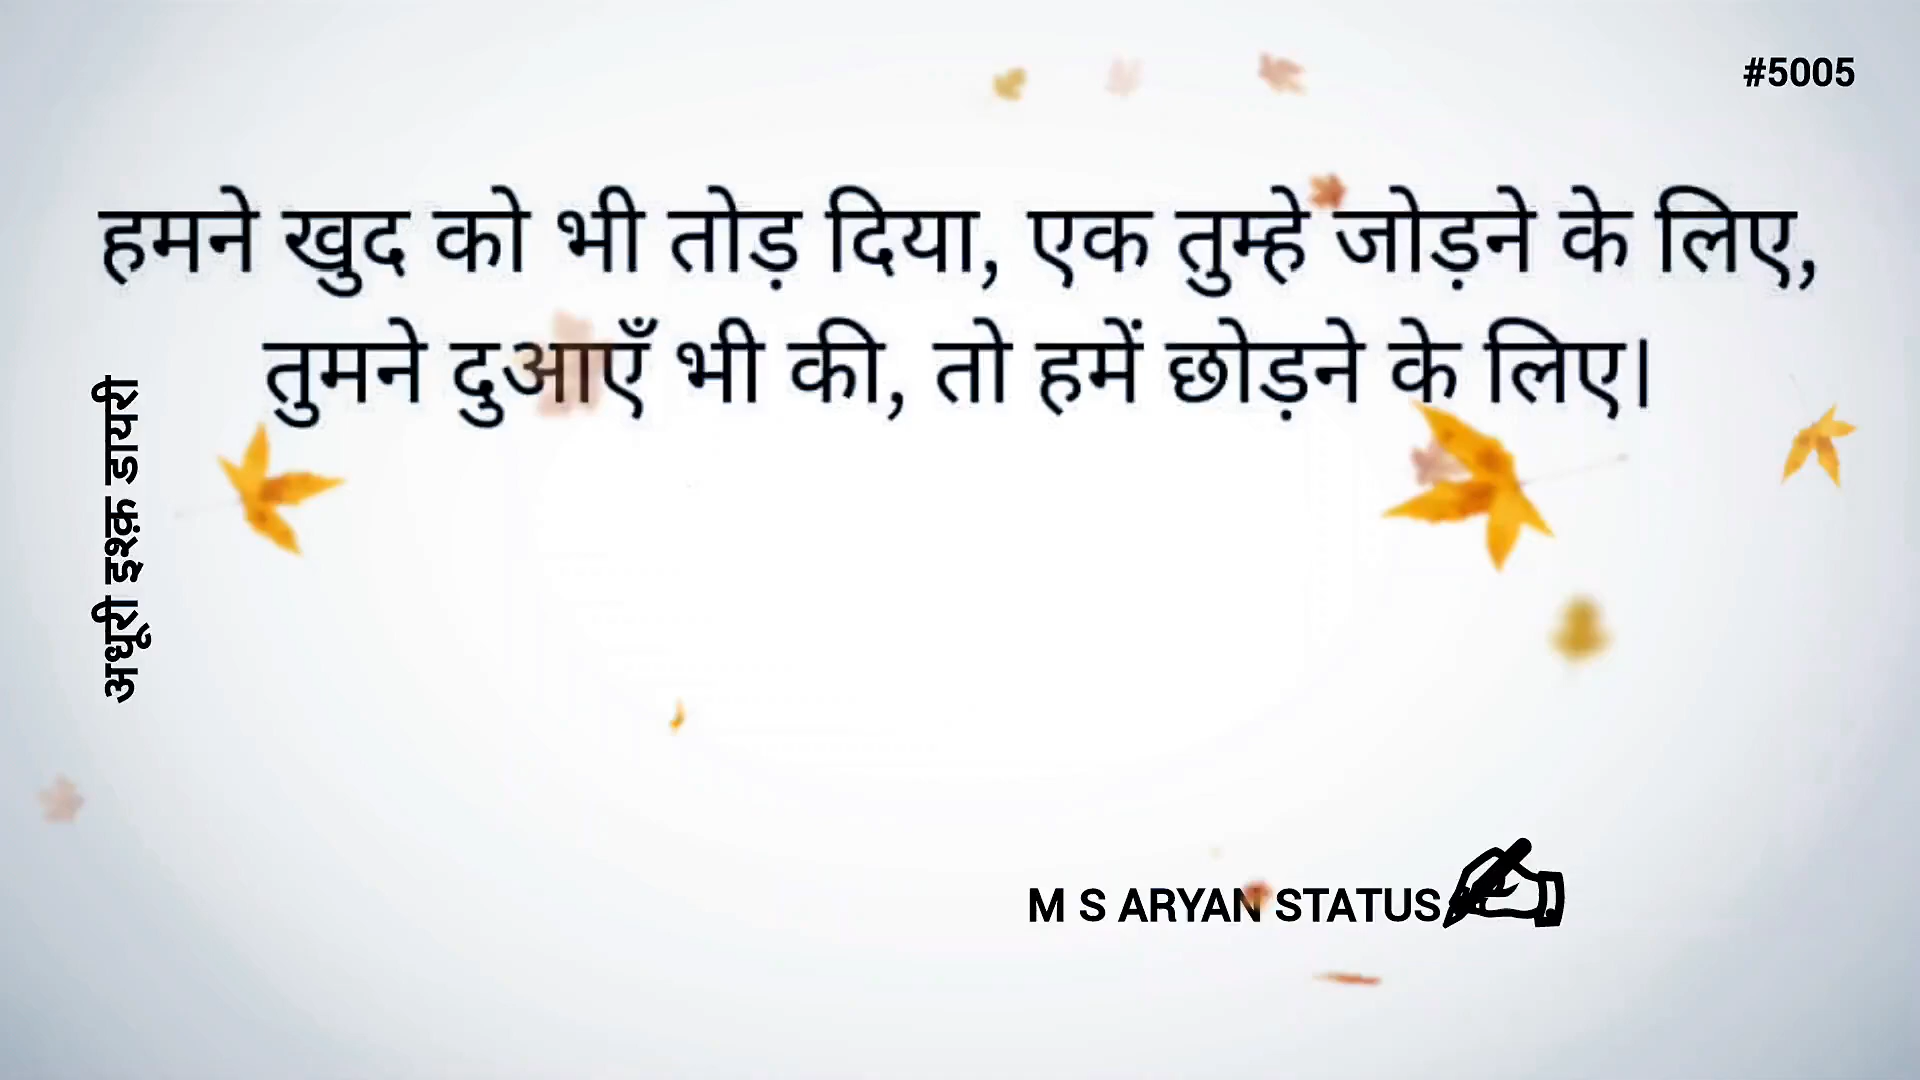 #5005
हमने खुद को भी तोड़ दिया, एक तुम्हे जोड़ने के लिए,
तुमने दुआएँ भी की, तो हमें छोड़ने के लिए।
अधूरी इश्क़ डायरी
M S ARYAN STATUS